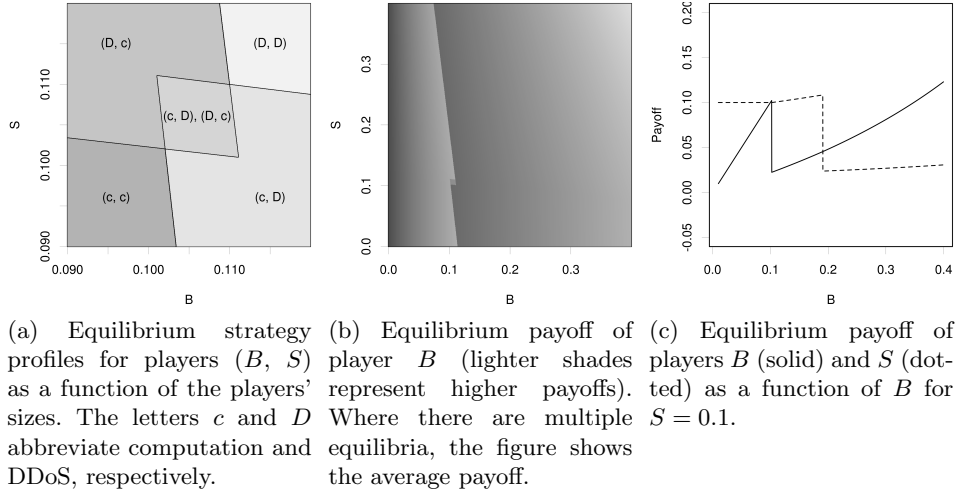 (D, c)
(D, D)
(c, D), (D, c)
(c, c)
(c, D)
0.090
0.100
0.110
S
0.090
0.100
0.110
B
0.0
0.1
0.2
0.3
S
0.0
0.1
0.3
B
-0.05
0.00
0.05
0.10
0.15
0.20
Payoff
0.0
0.1
0.2
0.3
0.4
B
(a) Equilibrium strategy
profiles for players (B, S)
as a function of the players'
sizes. The letters c and D
abbreviate computation and
DDoS, respectively.
(b) Equilibrium payoff of
player B (lighter shades
represent higher payoffs).
Where there are multiple
equilibria, the figure shows
the average payoff.
(c) Equilibrium payoff of
players B (solid) and S (dot-
ted) as a function of B for
S = 0.1.